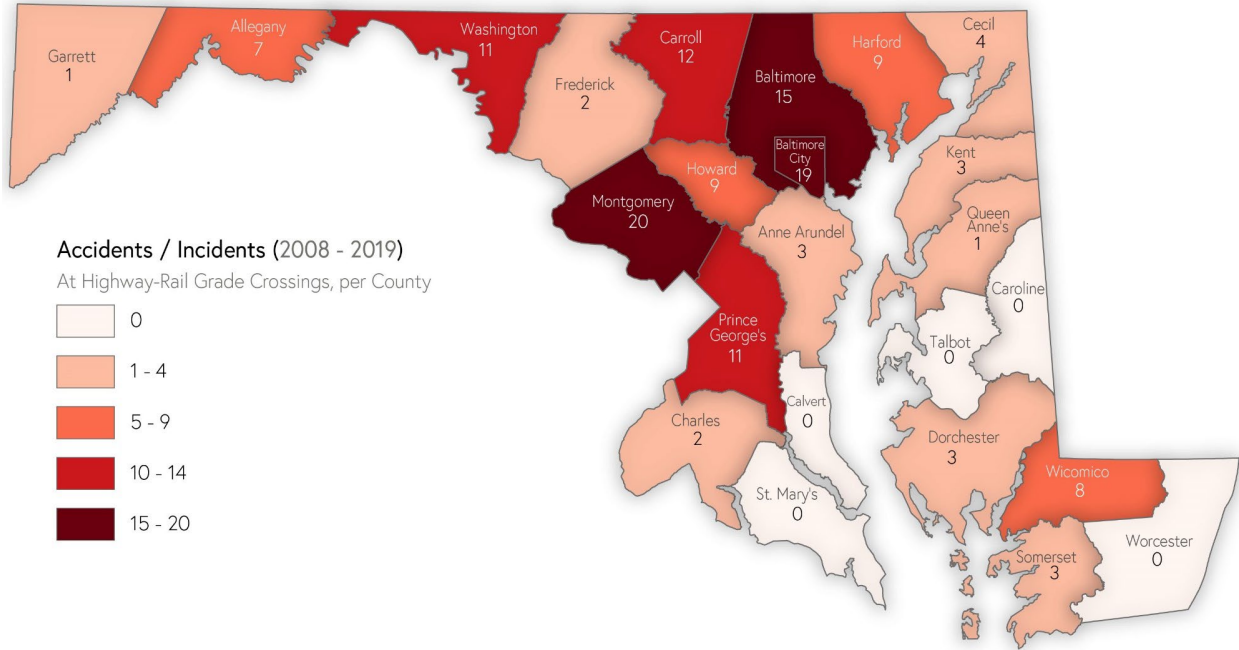 Garrett
1
Allegany
7
Washington
11
Frederick
2
Carroll
12
Baltimore
15
Baltimore
City
19
Harford
9
Cecil
4
Kent
3
Queen
Anne's
1
Howard
9
Montgomery
20
Anne Arundel
3
Caroline
0
Talbot
0
Prince
George's
11
Calvert
0
Charles
2
St. Mary's
0
Dorchester
3
Wicomico
8
Somerset
3
Worcester
0
Accidents / Incidents (2008 - 2019)
At Highway-Rail Grade Crossings, per County
0
1 - 4
5 - 9
10 - 14
15 - 20